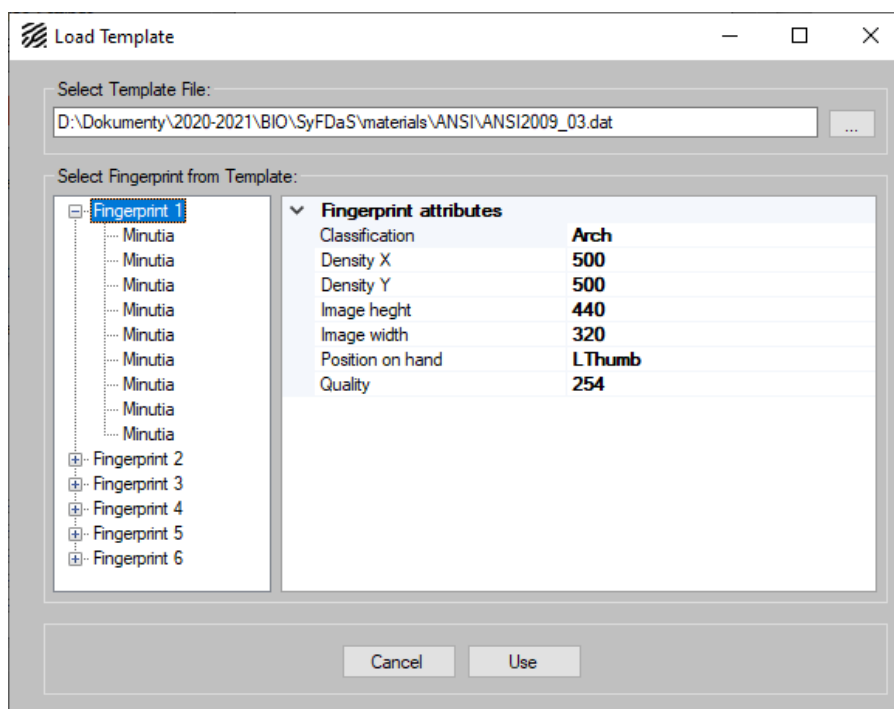 Load Template
Select Template File:
D:\Dokumenty\2020-2021\BIO\SyFDaS\materials\ANSI\ANSI2009_03.dat
...
Select Fingerprint from Template:
Fingerprint 1
Minutia
Minutia
Minutia
Minutia
Minutia
Minutia
Minutia
Minutia
Minutia
Fingerprint 2
Fingerprint 3
Fingerprint 4
Fingerprint 5
Fingerprint 6
Fingerprint attributes
Classification Arch
Density X 500
Density Y 500
Image heght 440
Image width 320
Position on hand LThumb
Quality 254
Cancel Use